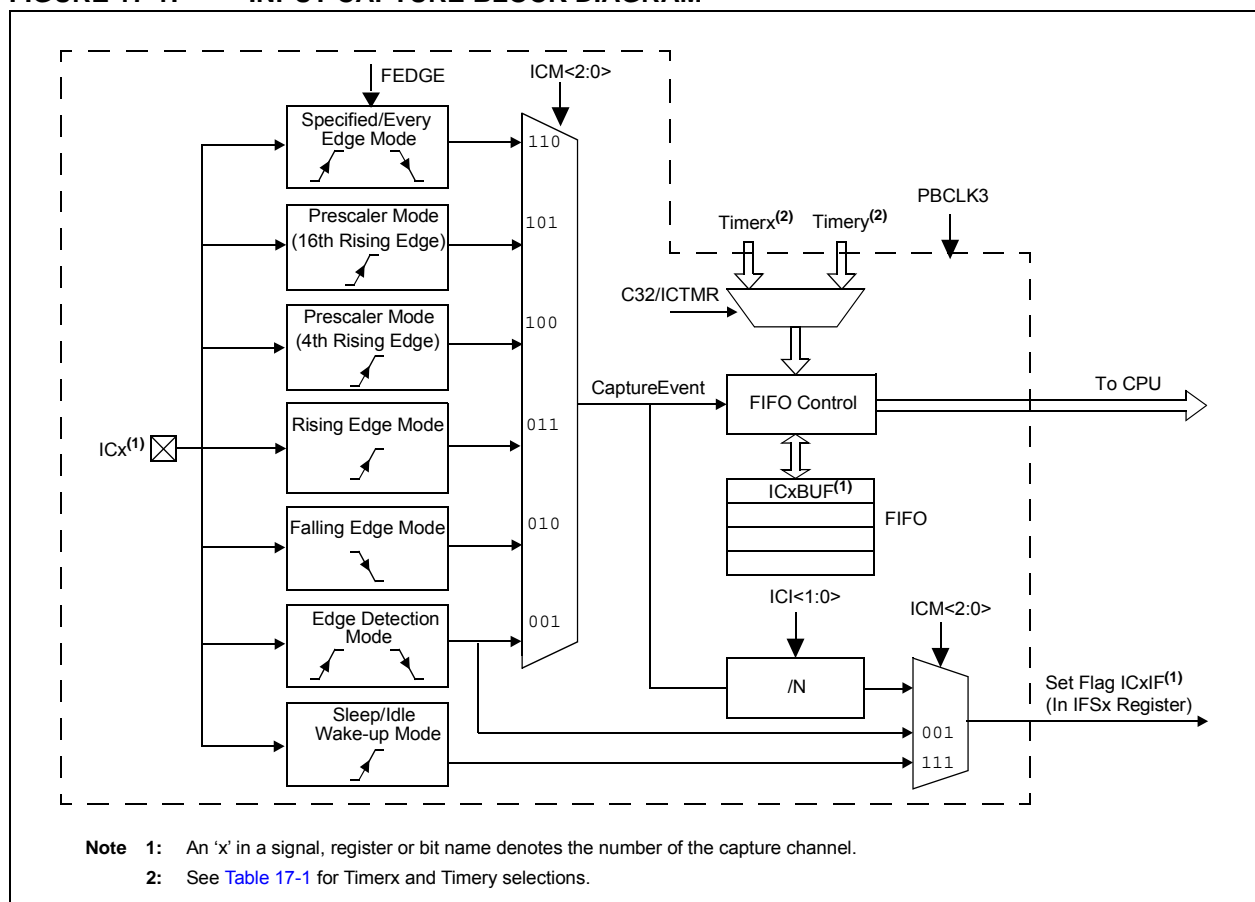 FEDGE
ICM<2:0>
Specified/Every
Edge Mode
110
Prescaler Mode
(16th Rising Edge)
101
Prescaler Mode
(4th Rising Edge)
100
Rising Edge Mode
011
Falling Edge Mode
010
Edge Detection
Mode
001
Sleep/Idle
Wake-up Mode
ICx(1)
PBCLK3
Timerx(2)
Timery(2)
C32/ICTMR
CaptureEvent
FIFO Control
To CPU
ICxBUF(1)
FIFO
ICI<1:0>
ICM<2:0>
/N
001
111
Set Flag ICxIF(1)
(In IFSx Register)
Note 1: An ‘x’ in a signal, register or bit name denotes the number of the capture channel.
2: See Table 17-1 for Timerx and Timery selections.